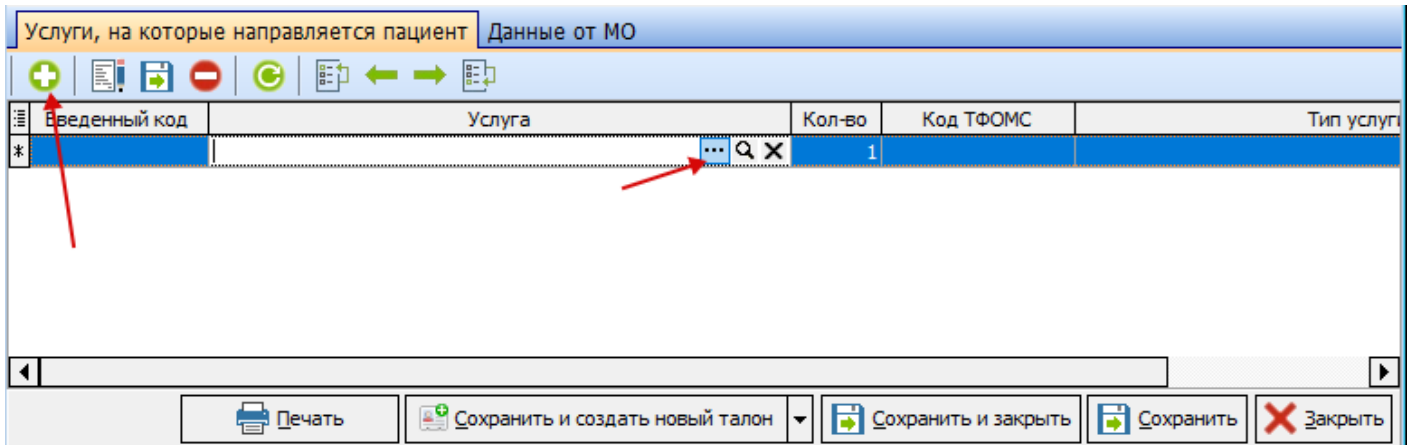 Услуги, на которые направляется пациент Данные от МО
Введенный код Услуга Кол-во Код ТФОМС Тип услуги
* 1
Печать Сохранить и создать новый талон Сохранить и закрыть Сохранить Закрыть